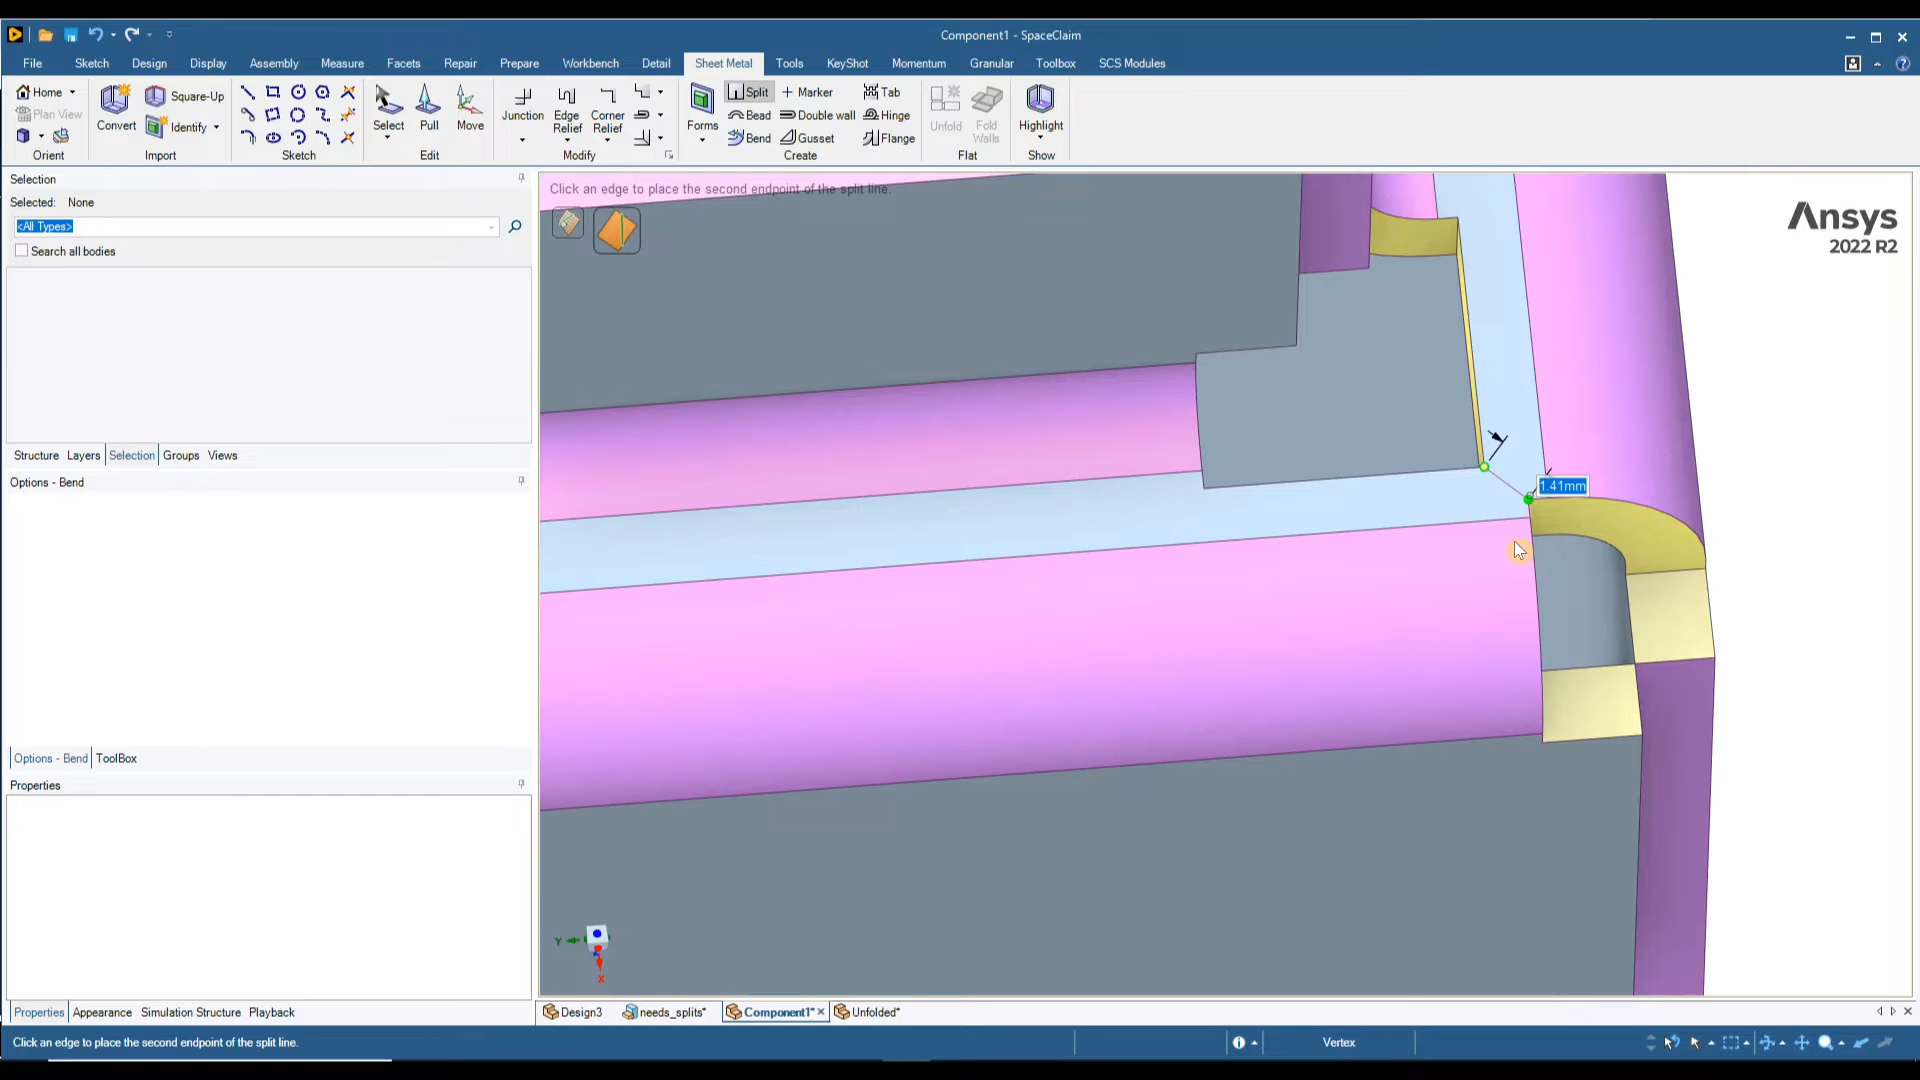 Component1 - SpaceClaim
File Sketch Design Display Assembly Measure Facets Repair Prepare Workbench Detail Sheet Metal Tools KeyShot Momentum Granular Toolbox SCS Modules
Home
Plan View
Orient
Convert
Square-Up
Identify
Import
Sketch
Select
Pull
Move
Edit
Junction
Edge Relief
Corner Relief
Modify
Forms
Split
Bead
Bend
Marker
Double wall
Gusset
Tab
Hinge
Flange
Create
Unfold
Fold Walls
Flat
Highlight
Show
Selection
Selected: None
<All Types>
Search all bodies
Structure Layers Selection Groups Views
Options - Bend
Options - Bend ToolBox
Properties
Properties Appearance Simulation Structure Playback
Click an edge to place the second endpoint of the split line.
Ansys
2022 R2
1.41mm
Y
Z
X
Design3 needs_splits* Component1* Unfolded*
Click an edge to place the second endpoint of the split line.
Vertex